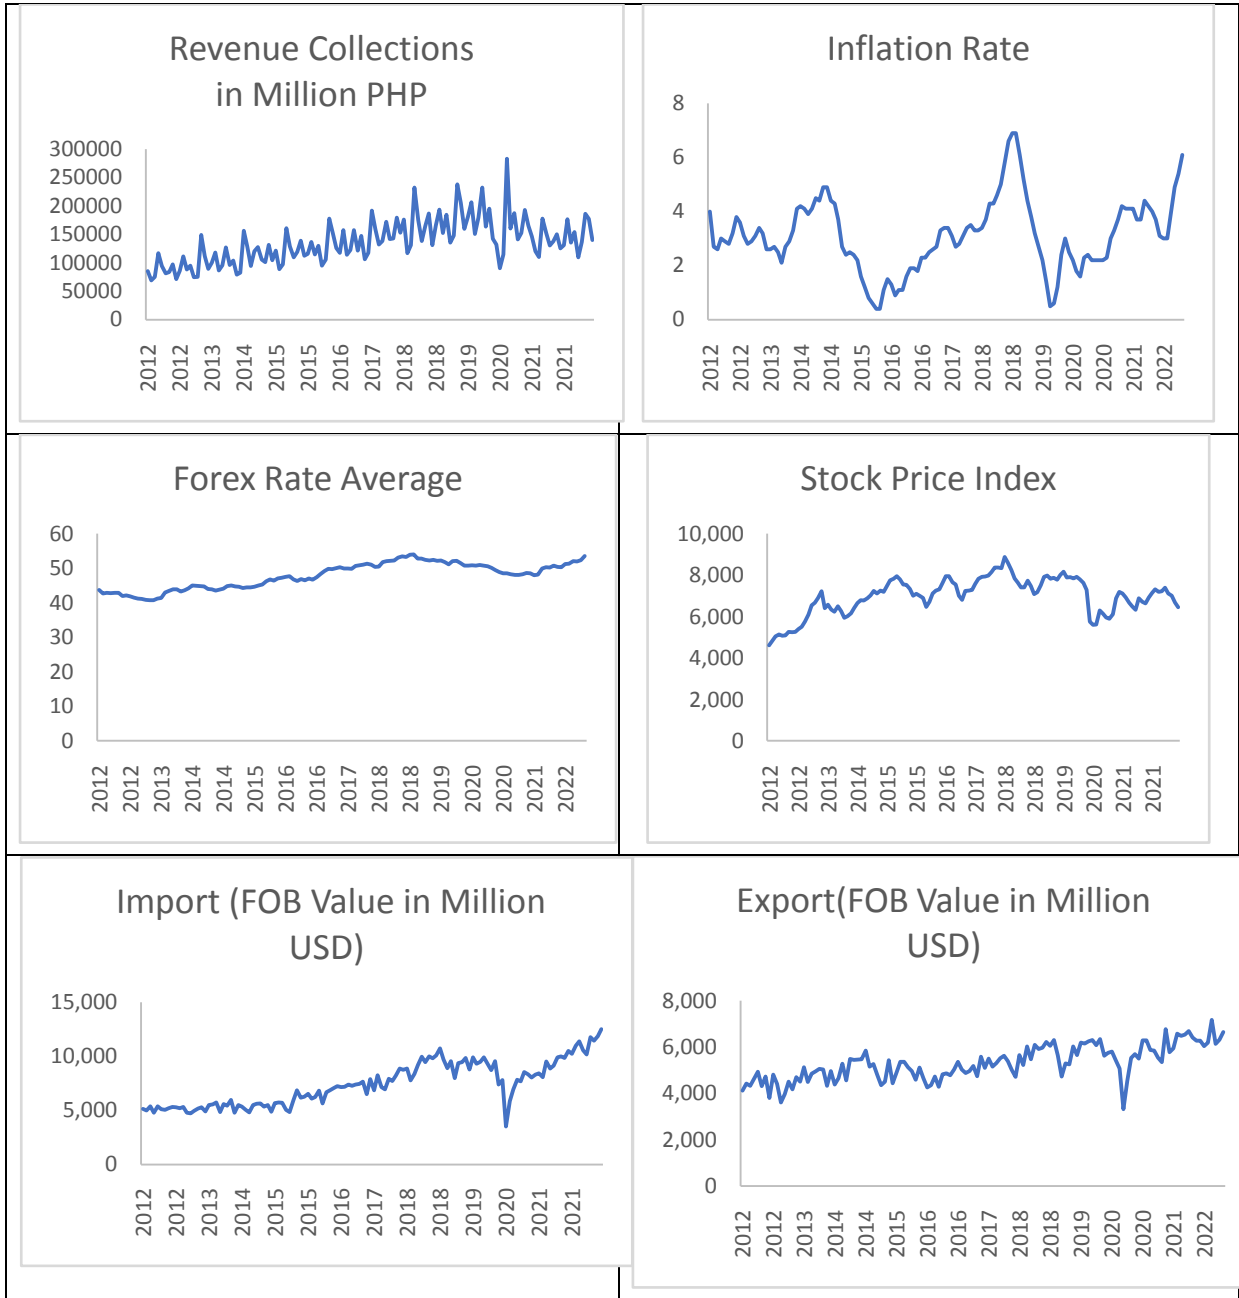 Revenue Collections
in Million PHP
300000
250000
200000
150000
100000
50000
0
2012 2012 2013 2014 2015 2015 2016 2017 2018 2018 2019 2020 2021 2021
Inflation Rate
8
6
4
2
0
2012 2012 2013 2014 2015 2015 2016 2017 2018 2018 2019 2020 2020 2021 2022
Forex Rate Average
60
50
40
30
20
10
0
2012 2012 2013 2014 2014 2015 2016 2016 2017 2018 2018 2019 2020 2020 2021 2022
Stock Price Index
10,000
8,000
6,000
4,000
2,000
0
2012 2012 2013 2014 2015 2015 2016 2017 2018 2018 2019 2020 2021 2021
Import (FOB Value in Million
USD)
15,000
10,000
5,000
0
2012 2012 2013 2014 2015 2015 2016 2017 2018 2018 2019 2020 2021 2021
Export(FOB Value in Million
USD)
8,000
6,000
4,000
2,000
0
2012 2012 2013 2014 2014 2015 2016 2016 2017 2018 2018 2019 2020 2021 2022